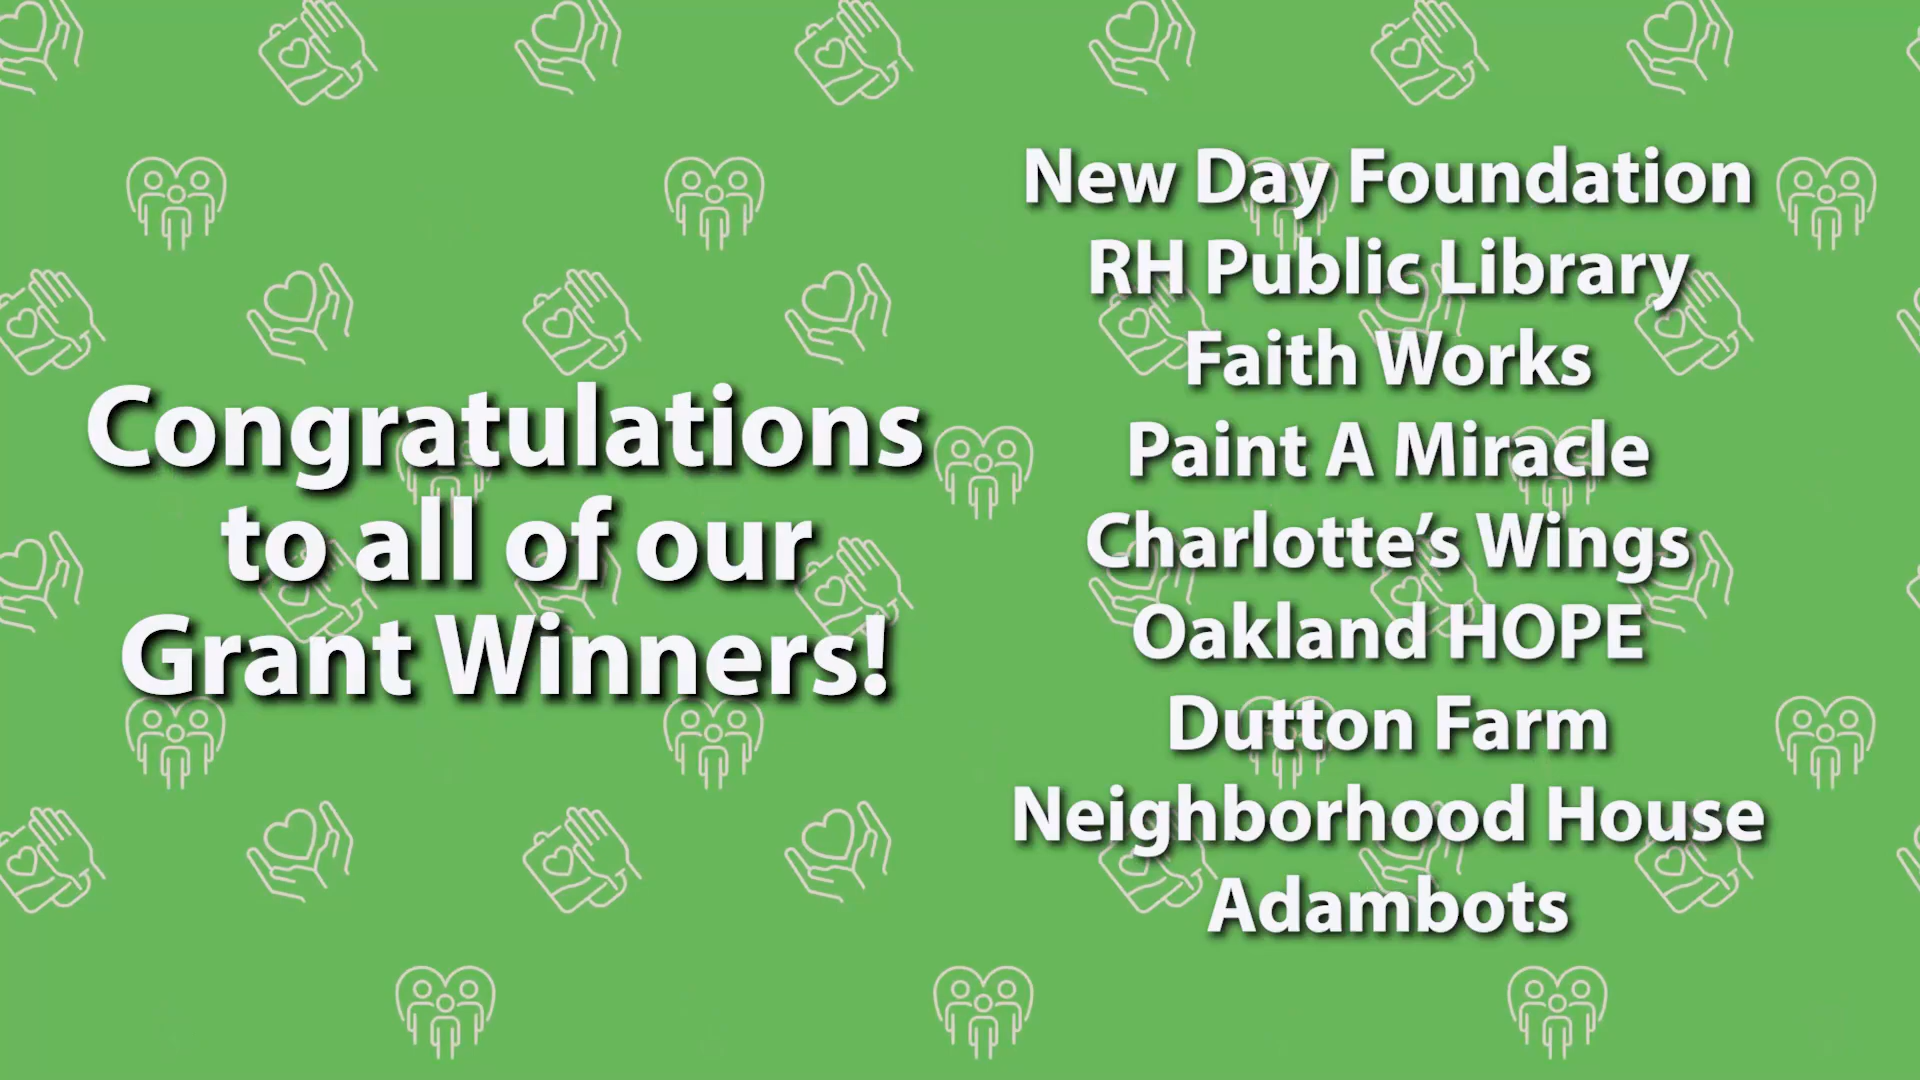 Congratulations
to all of our
Grant Winners!
New Day Foundation
RH Public Library
Faith Works
Paint A Miracle
Charlotte’s Wings
Oakland HOPE
Dutton Farm
Neighborhood House
Adambots